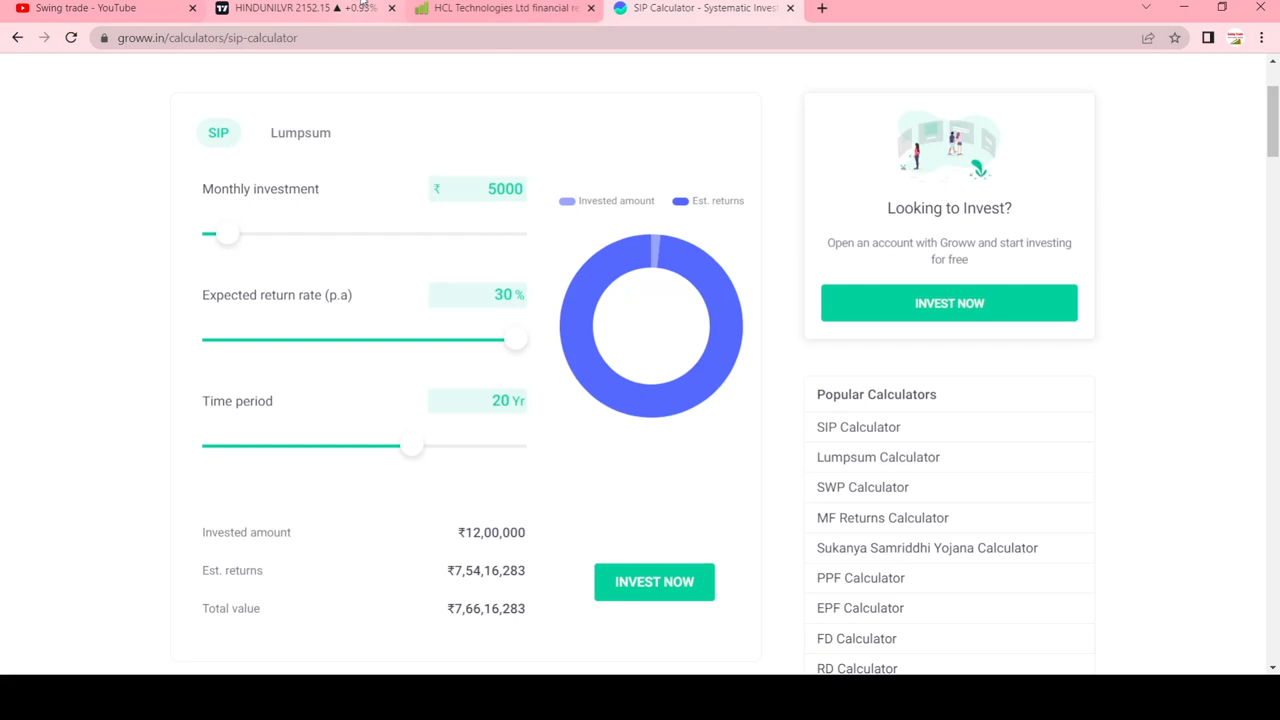 Swing trade - YouTube
HINDUNILVR 2152.15 ▲ +0.93%
HCL Technologies Ltd financial re
SIP Calculator - Systematic Invest
groww.in/calculators/sip-calculator
SIP
Lumpsum
Monthly investment
₹ 5000
Expected return rate (p.a)
30 %
Time period
20 Yr
Invested amount
Est. returns
Invested amount
₹12,00,000
Est. returns
₹7,54,16,283
Total value
₹7,66,16,283
INVEST NOW
Looking to Invest?
Open an account with Groww and start investing
for free
INVEST NOW
Popular Calculators
SIP Calculator
Lumpsum Calculator
SWP Calculator
MF Returns Calculator
Sukanya Samriddhi Yojana Calculator
PPF Calculator
EPF Calculator
FD Calculator
RD Calculator